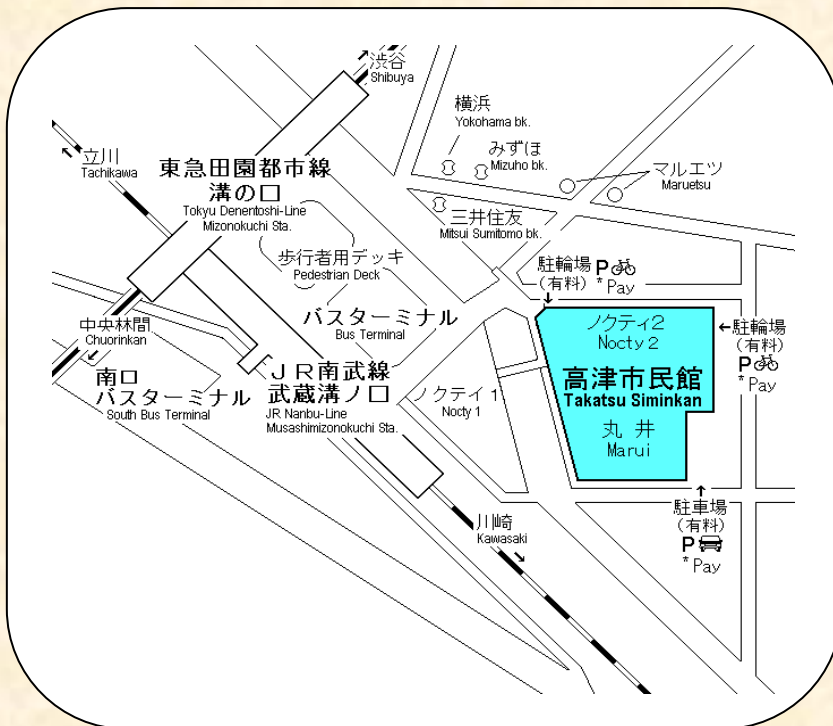 渋谷
Shibuya
横浜
Yokohama bk.
みずほ
Mizuho bk.
マルエツ
Maruetsu
立川
Tachikawa
東急田園都市線
溝の口
Tokyu Denentoshi-Line
Mizonokuchi Sta.
三井住友
Mitsui Sumitomo bk.
歩行者用デッキ
Pedestrian Deck
駐輪場 P
(有料) *Pay
バスターミナル
Bus Terminal
ノクティ2
Nocty 2
駐輪場
(有料)
P
*Pay
中央林間
Chuorinkan
南口
バスターミナル
South Bus Terminal
JR南武線
武蔵溝ノ口
JR Nanbu-Line
Musashimizonokuchi Sta.
ノクテイ1
Nocty 1
高津市民館
Takatsu Siminkan
丸井
Marui
駐車場
(有料)
P
*Pay
川崎
Kawasaki